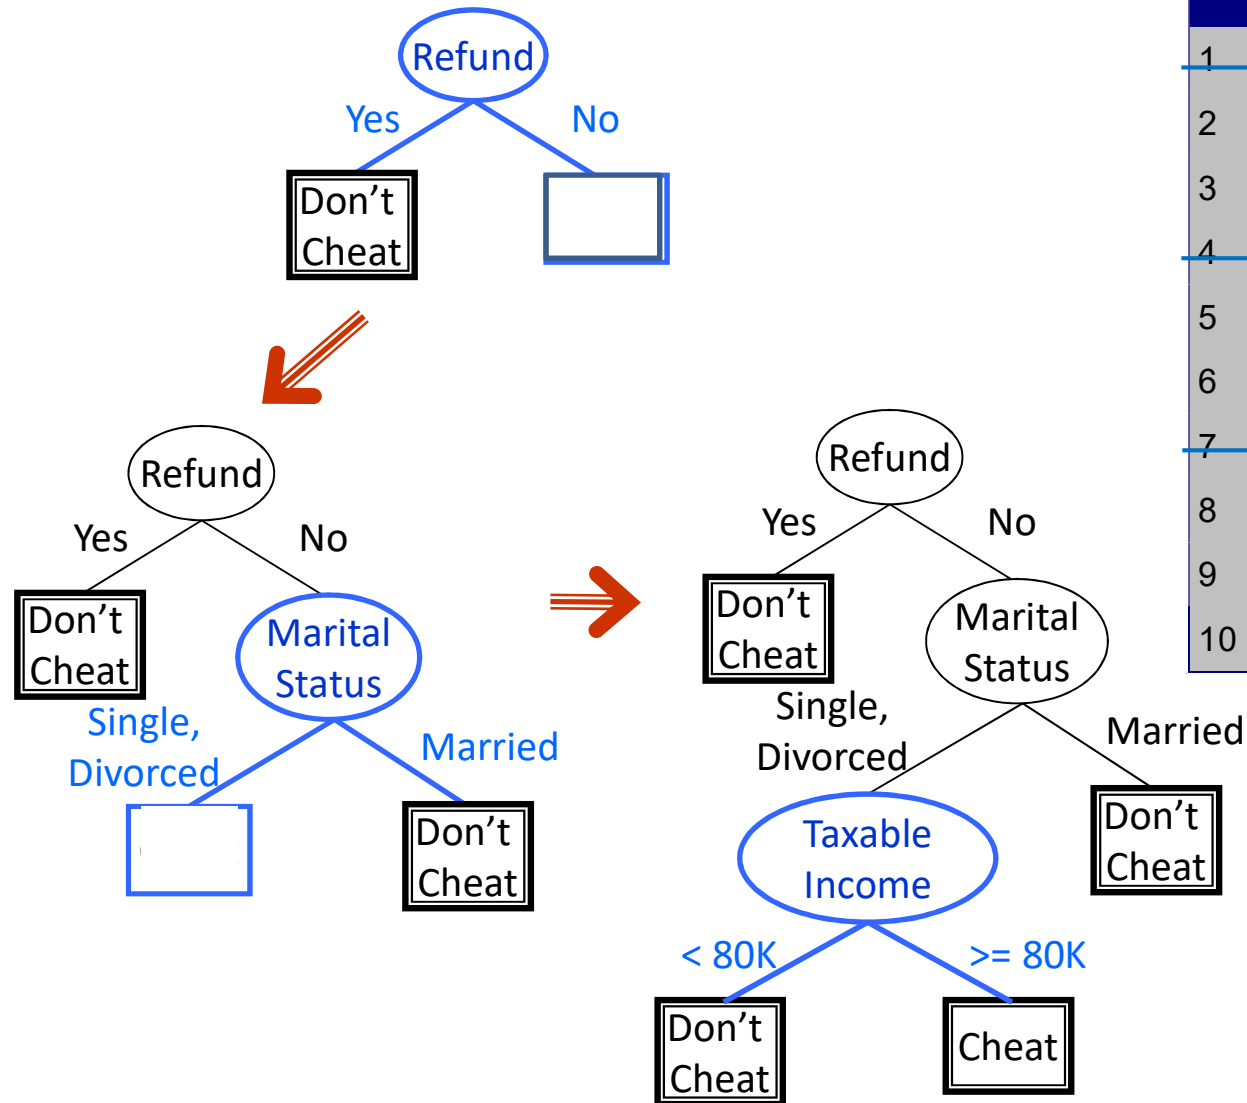 Refund
Yes
No
Don't
Cheat
Refund
Yes
No
Don't
Cheat
Marital
Status
Single,
Divorced
Married
Don't
Cheat
Refund
Yes
No
Don't
Cheat
Marital
Status
Single,
Divorced
Married
Taxable
Income
Don't
Cheat
< 80K
>= 80K
Don't
Cheat
Cheat
1
2
3
4
5
6
7
8
9
10